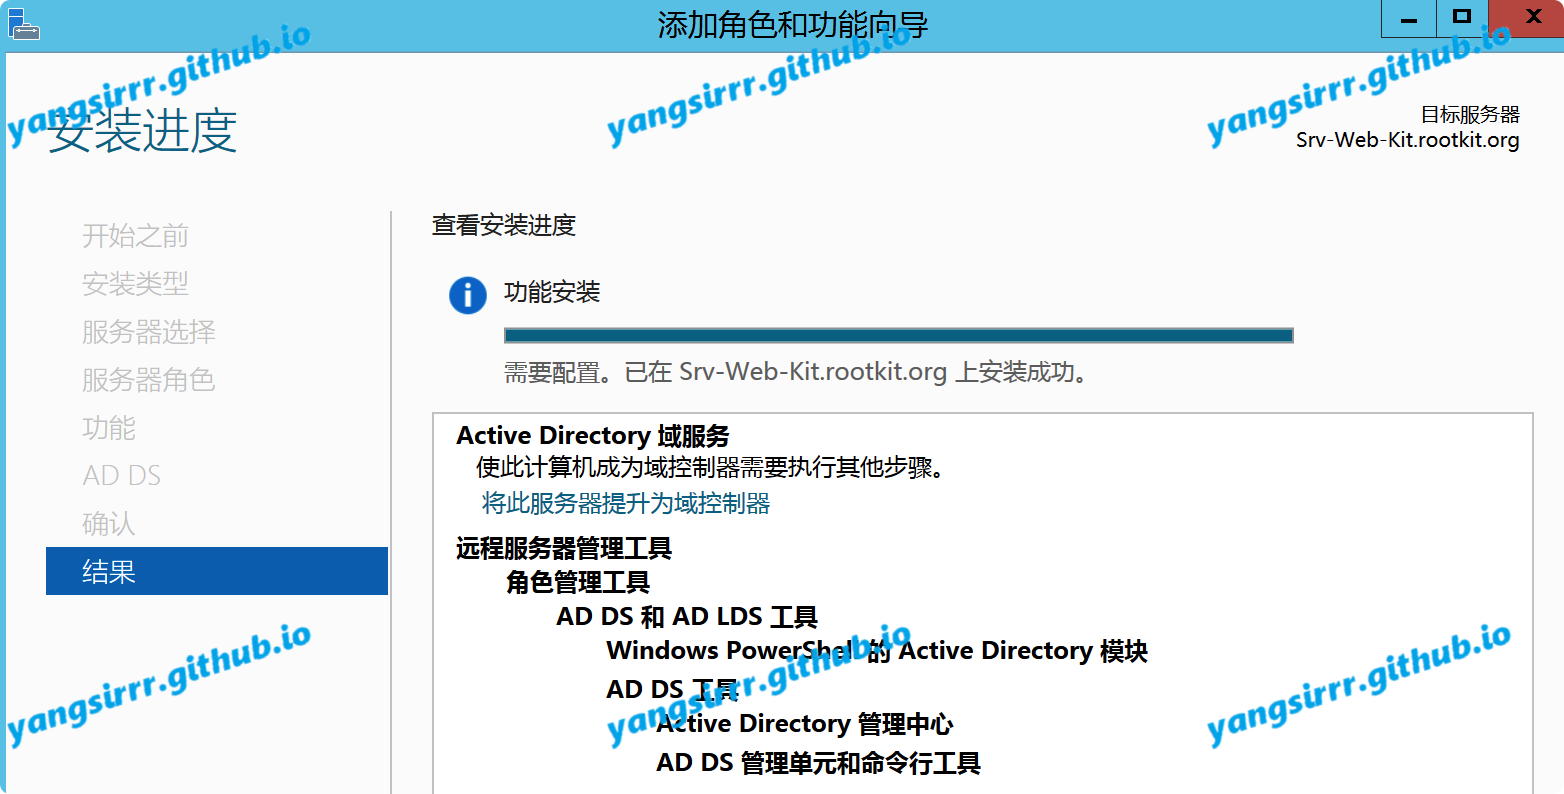 添加角色和功能向导
yangsirrr.github.io
yangsirrr.github.io
yangsirrr.github.io
安装进度
目标服务器
Srv-Web-Kit.rootkit.org
开始之前
安装类型
服务器选择
服务器角色
功能
AD DS
确认
结果
查看安装进度
功能安装
需要配置。已在 Srv-Web-Kit.rootkit.org 上安装成功。
Active Directory 域服务
使此计算机成为域控制器需要执行其他步骤。
将此服务器提升为域控制器
远程服务器管理工具
角色管理工具
AD DS 和 AD LDS 工具
Windows PowerShell 的 Active Directory 模块
AD DS 工具
Active Directory 管理中心
AD DS 管理单元和命令行工具
yangsirrr.github.io
yangsirrr.github.io
yangsirrr.github.io